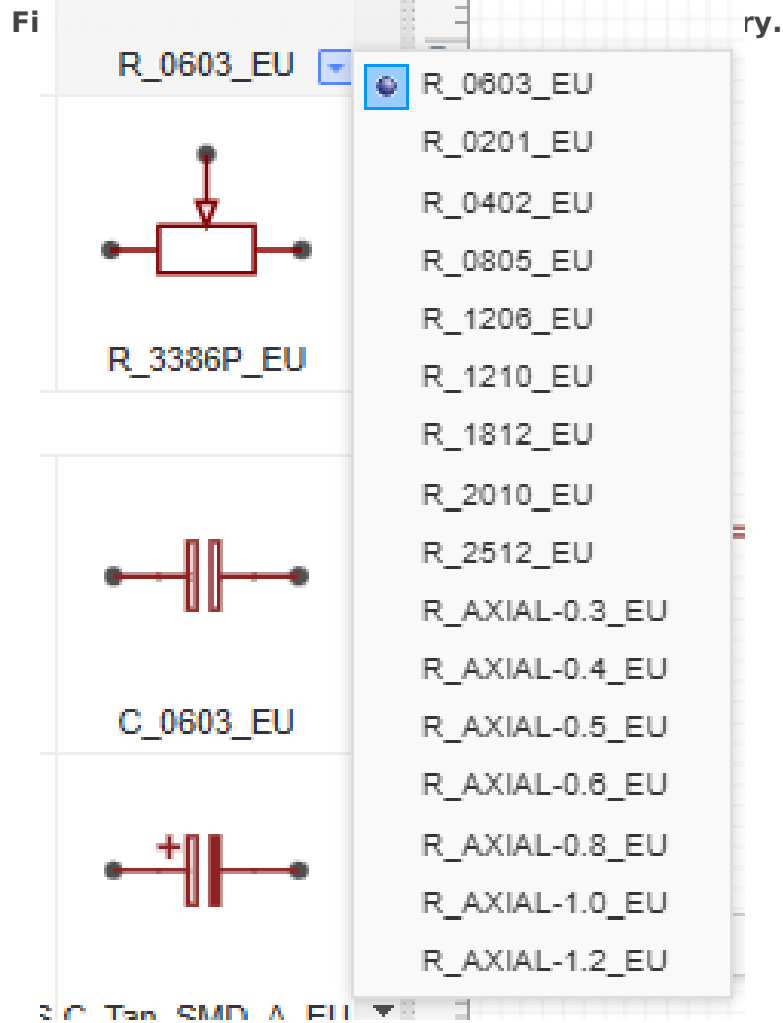 Fi
ry.
R_0603_EU
R_3386P_EU
C_0603_EU
C_Tan_SMD_A_EU
R_0603_EU
R_0201_EU
R_0402_EU
R_0805_EU
R_1206_EU
R_1210_EU
R_1812_EU
R_2010_EU
R_2512_EU
R_AXIAL-0.3_EU
R_AXIAL-0.4_EU
R_AXIAL-0.5_EU
R_AXIAL-0.6_EU
R_AXIAL-0.8_EU
R_AXIAL-1.0_EU
R_AXIAL-1.2_EU